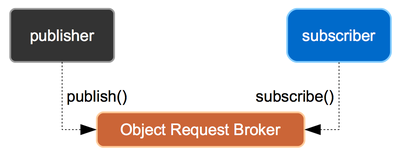 publisher
subscriber
publish()
subscribe()
Object Request Broker